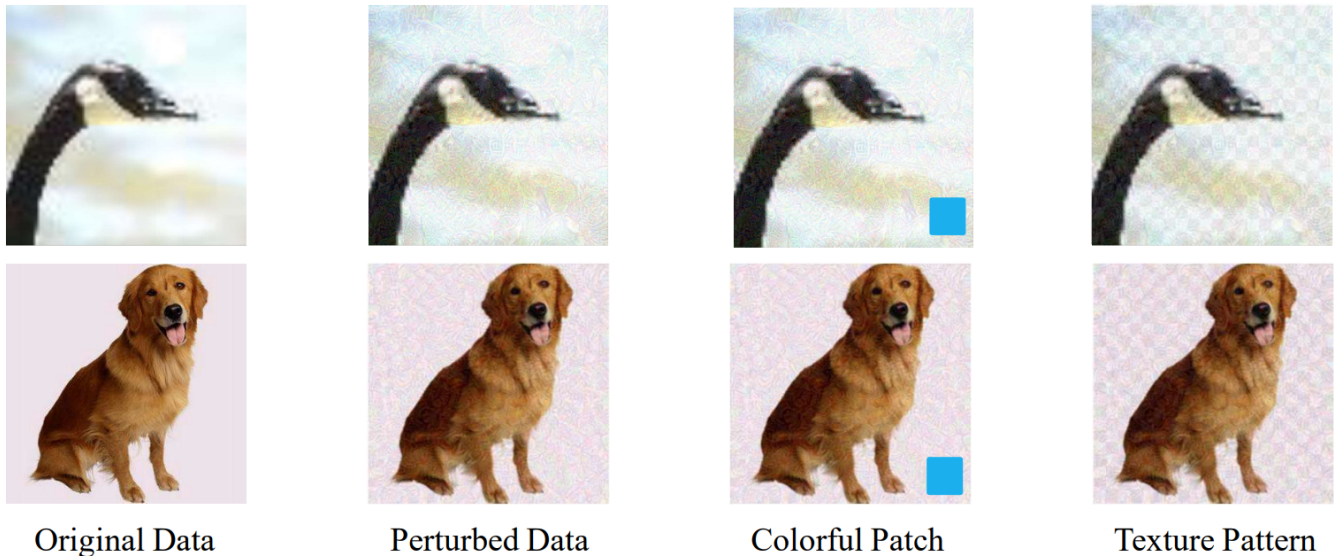 Original Data
Perturbed Data
Colorful Patch
Texture Pattern